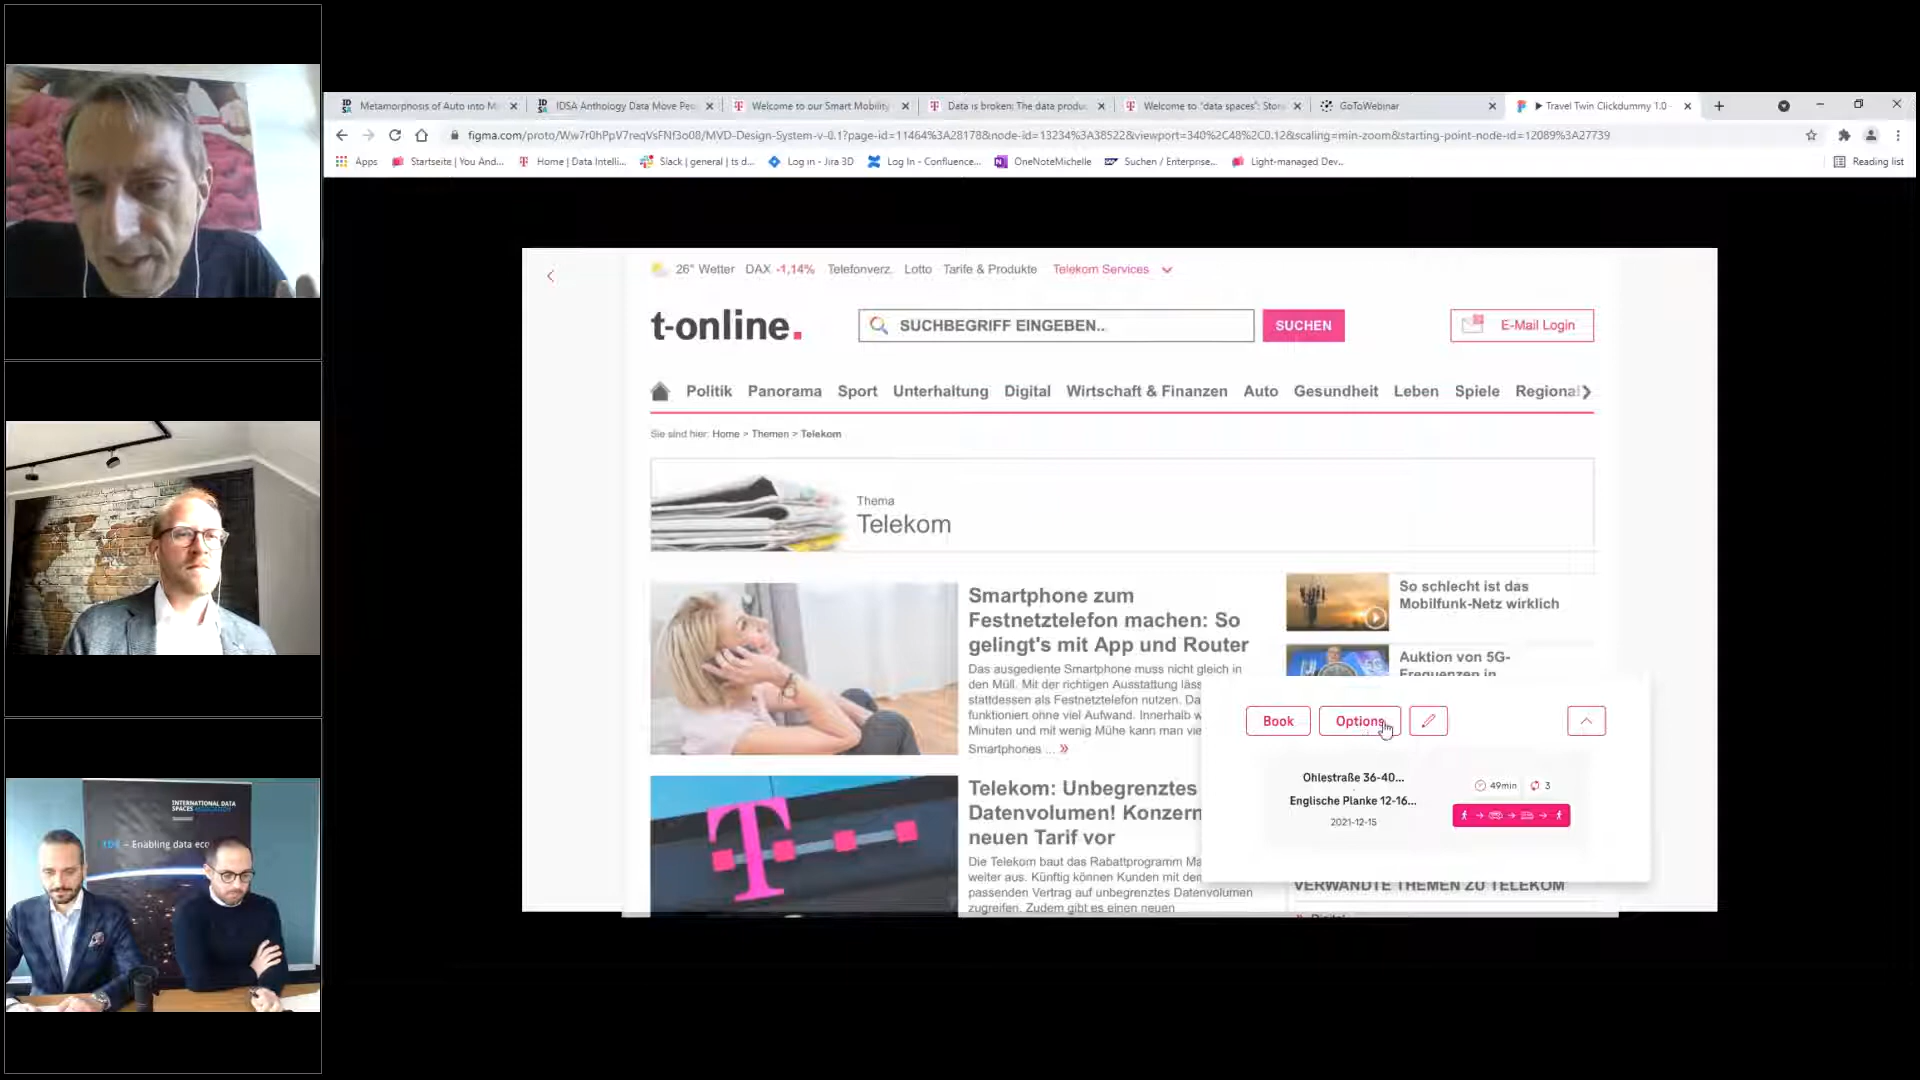 Metamorphosis of Auto into M
IDSA Anthology Data Move Peo
Welcome to our Smart Mobility
Data is broken: The data produc
Welcome to "data spaces": Stor
GoToWebinar
Travel Twin Clickdummy 1.0 -
figma.com/proto/Ww7r0hPpV7reqVsFNf3o08/MVD-Design-System-v-0.1?page-id=11464%3A28178&node-id=13234%3A38522&viewport=340%2C48%2C0.12&scaling=min-zoom&starting-point-node-id=12089%3A27739
Apps
Startseite | You And...
Home | Data Intelli...
Slack | general | ts d...
Log in - Jira 3D
Log In - Confluence...
OneNoteMichelle
Suchen / Enterprise...
Light-managed Dev...
Reading list
26° Wetter DAX -1,14% Telefonverz. Lotto Tarife & Produkte Telekom Services
t-online.
SUCHBEGRIFF EINGEBEN..
SUCHEN
E-Mail Login
Politik Panorama Sport Unterhaltung Digital Wirtschaft & Finanzen Auto Gesundheit Leben Spiele Regional
Sie sind hier: Home > Themen > Telekom
Thema
Telekom
Smartphone zum
Festnetztelefon machen: So
gelingt's mit App und Router
Das ausgediente Smartphone muss nicht gleich in
den Müll. Mit der richtigen Ausstattung läss
stattdessen als Festnetztelefon nutzen. Da
funktioniert ohne viel Aufwand. Innerhalb w
Minuten und mit wenig Mühe kann man vie
Smartphones ... »
So schlecht ist das
Mobilfunk-Netz wirklich
5G
Auktion von 5G-
Frequenzen in
Book
Options
Ohlestraße 36-40...
Englische Planke 12-16...
2021-12-15
49min
3
Telekom: Unbegrenztes
Datenvolumen! Konzern
neuen Tarif vor
Die Telekom baut das Rabattprogramm Ma
weiter aus. Künftig können Kunden mit dem
passenden Vertrag auf unbegrenztes Datenvolumen
zugreifen. Zudem gibt es einen neuen
VERWANDTE THEMEN ZU TELEKOM
INTERNATIONAL DATA
SPACES ASSOCIATION
– Enabling data eco